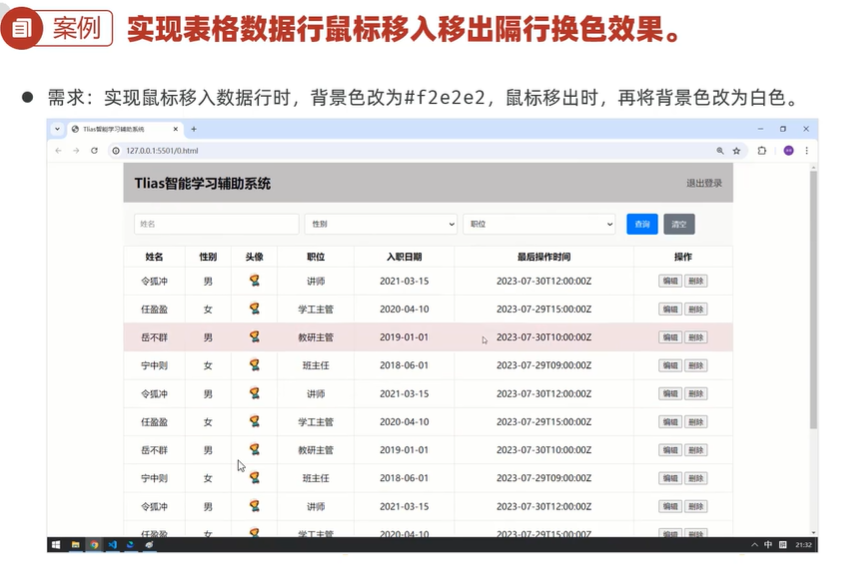 案例 实现表格数据行鼠标移入移出隔行换色效果。
● 需求：实现鼠标移入数据行时，背景色改为#f2e2e2，鼠标移出时，再将背景色改为白色。
Tlias智能学习辅助系统
127.0.0.1:5501/0.html
Tlias智能学习辅助系统 退出登录
姓名 性别 职位 查询 清空
姓名 性别 头像 职位 入职日期 最后操作时间 操作
令狐冲 男 讲师 2021-03-15 2023-07-30T12:00:00Z 编辑 删除
任盈盈 女 学工主管 2020-04-10 2023-07-29T15:00:00Z 编辑 删除
岳不群 男 教研主管 2019-01-01 2023-07-30T10:00:00Z 编辑 删除
宁中则 女 班主任 2018-06-01 2023-07-29T09:00:00Z 编辑 删除
令狐冲 男 讲师 2021-03-15 2023-07-30T12:00:00Z 编辑 删除
任盈盈 女 学工主管 2020-04-10 2023-07-29T15:00:00Z 编辑 删除
岳不群 男 教研主管 2019-01-01 2023-07-30T10:00:00Z 编辑 删除
宁中则 女 班主任 2018-06-01 2023-07-29T09:00:00Z 编辑 删除
令狐冲 男 讲师 2021-03-15 2023-07-30T12:00:00Z 编辑 删除
任盈盈 女 学工主管 2020-04-10 2023-07-29T15:00:00Z 编辑 删除
中 21:32